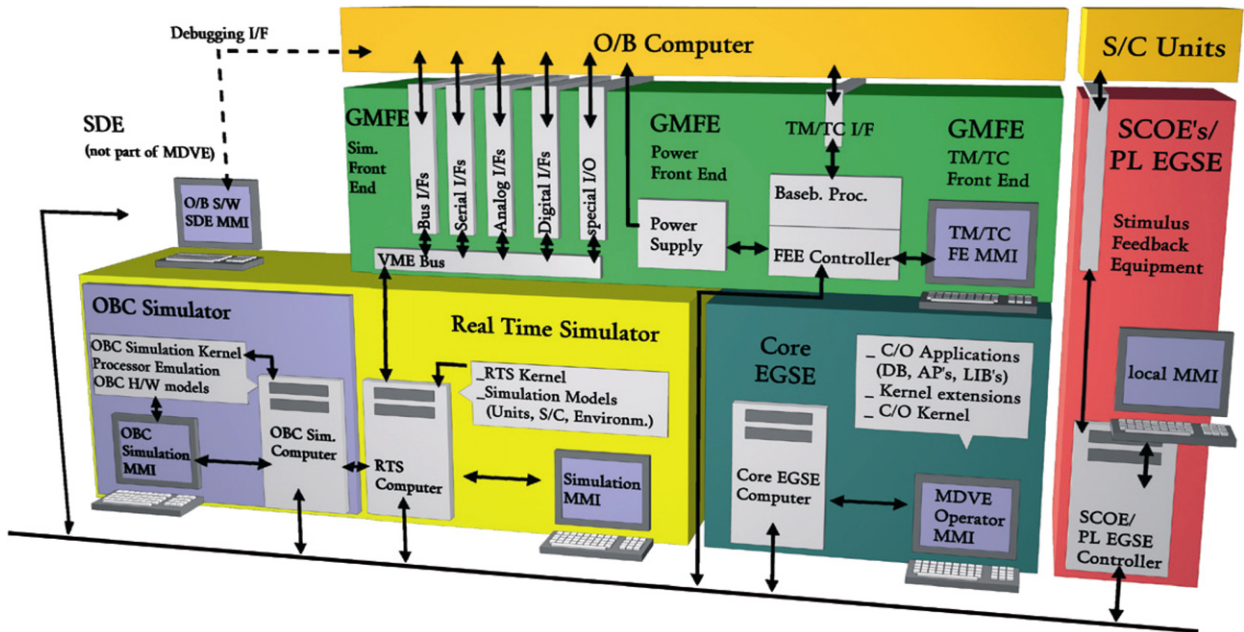 Debugging I/F
O/B Computer
S/C Units
SDE
(not part of MDVE)
O/B S/W
SDE MMI
GMFE
Sim.
Front
End
Bus I/Fs
Serial I/Fs
Analog I/Fs
Digital I/Fs
special I/O
VME Bus
GMFE
Power
Front End
Power
Supply
TM/TC I/F
Baseb. Proc.
FEE Controller
GMFE
TM/TC
Front End
TM/TC
FE MMI
SCOE's/
PL EGSE
Stimulus
Feedback
Equipment
local MMI
SCOE/
PL EGSE
Controller
OBC Simulator
OBC Simulation Kernel
Processor Emulation
OBC H/W models
OBC
Simulation
MMI
OBC Sim.
Computer
Real Time Simulator
_RTS Kernel
_Simulation Models
(Units, S/C, Environm.)
RTS
Computer
Simulation
MMI
Core
EGSE
_ C/O Applications
(DB, AP's, LIB's)
_ Kernel extensions
_ C/O Kernel
Core EGSE
Computer
MDVE
Operator
MMI